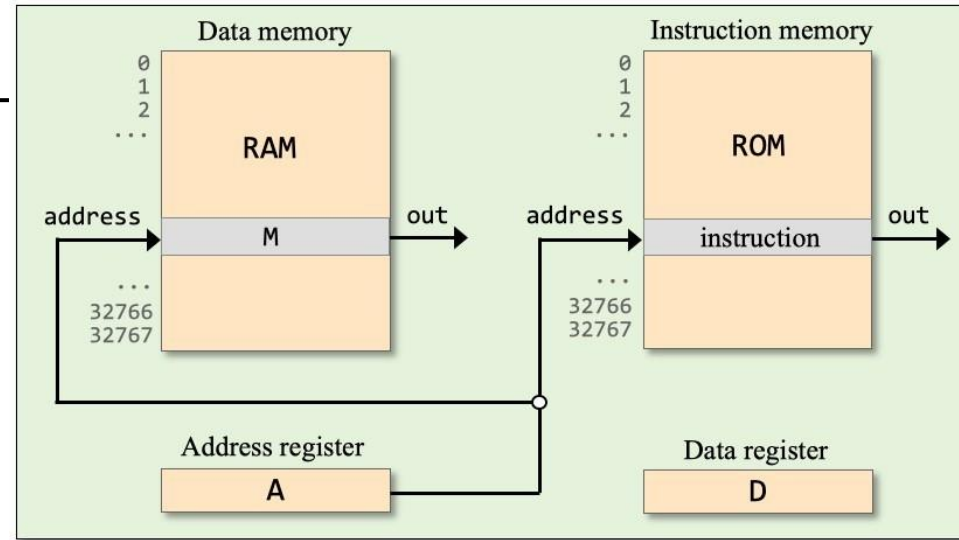 Data memory
0
1
2
...
RAM
address
M
out
...
32766
32767
Instruction memory
0
1
2
...
ROM
address
instruction
out
...
32766
32767
Address register
A
Data register
D